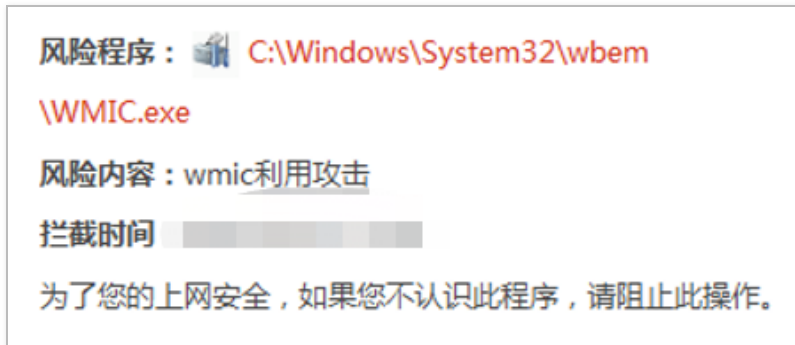 风险程序： C:\Windows\System32\wbem
\WMIC.exe
风险内容：wmic利用攻击
拦截时间
为了您的上网安全，如果您不认识此程序，请阻止此操作。